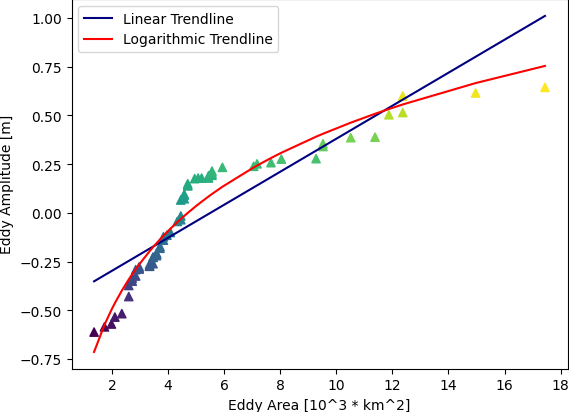 Linear Trendline
Logarithmic Trendline
1.00
0.75
0.50
0.25
0.00
−0.25
−0.50
−0.75
Eddy Amplitude [m]
2 4 6 8 10 12 14 16 18
Eddy Area [10^3 * km^2]